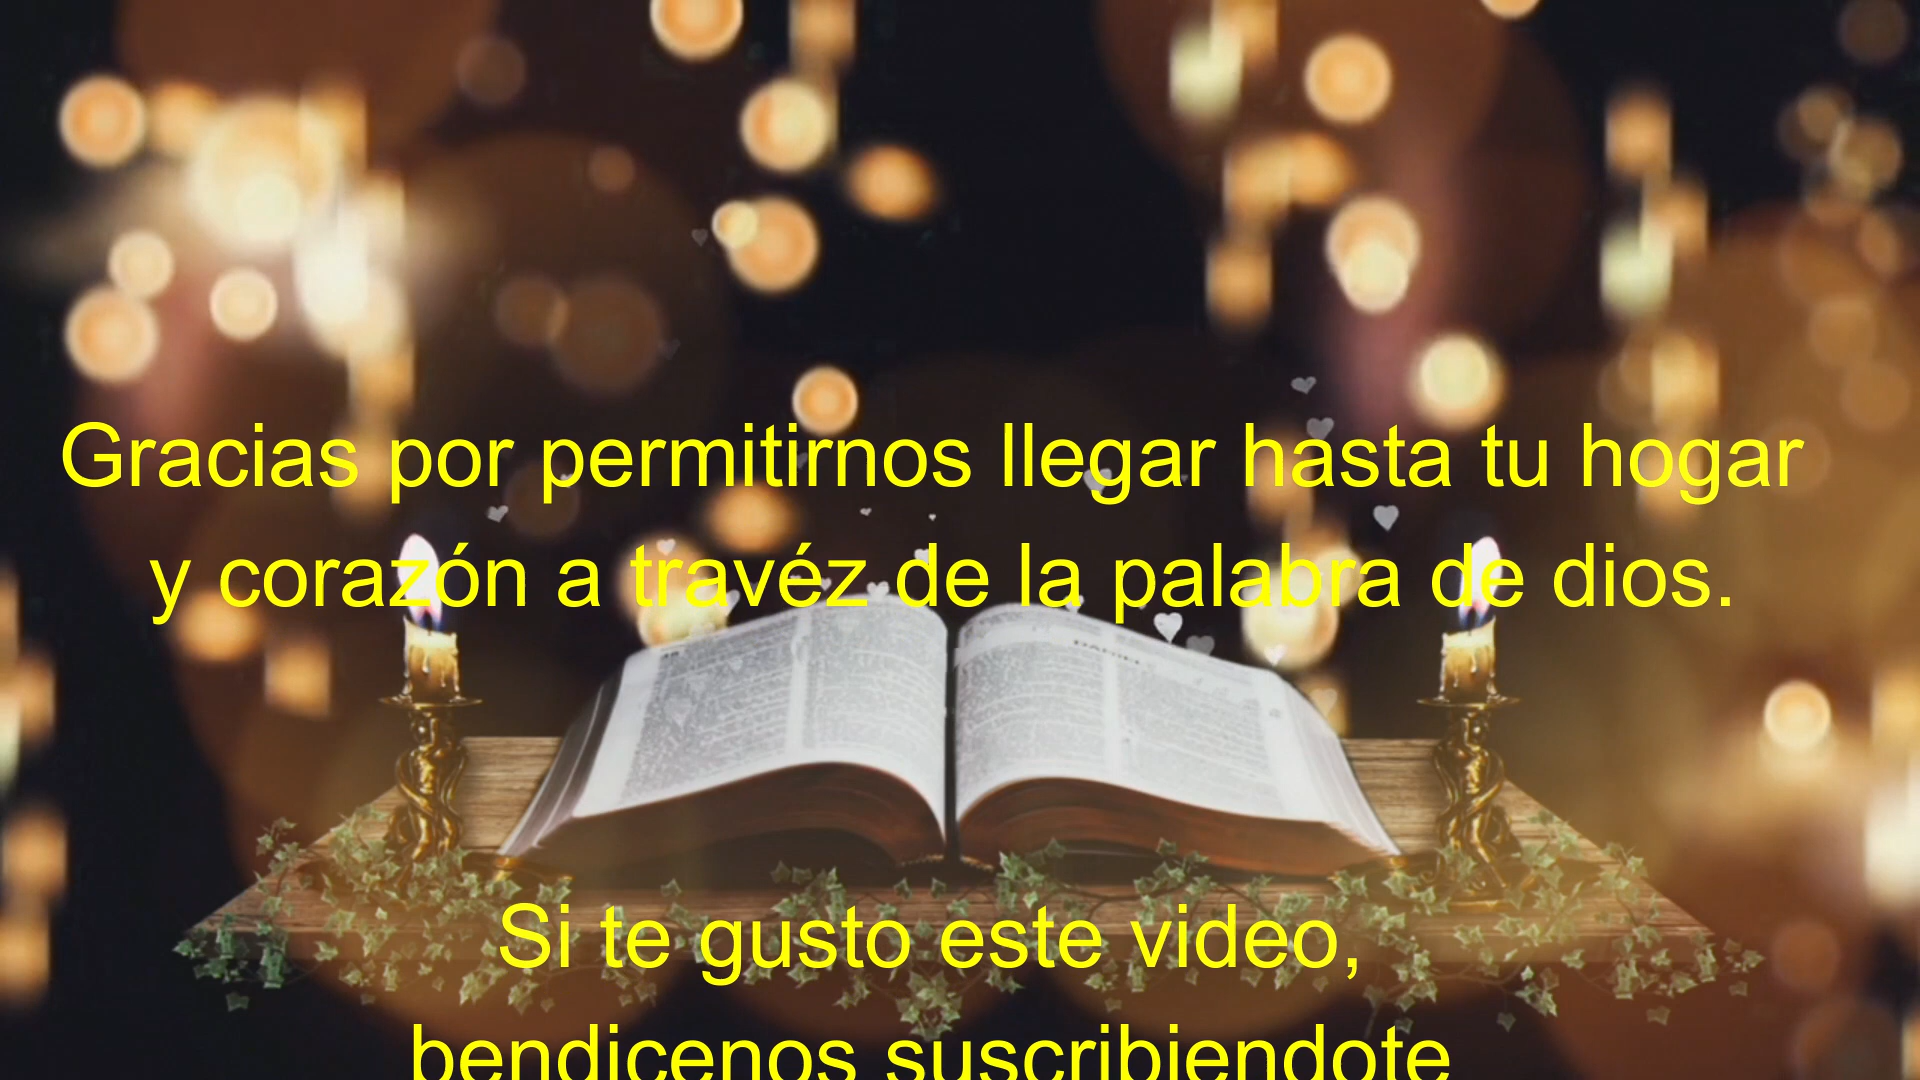 Gracias por permitirnos llegar hasta tu hogar
y corazón a travéz de la palabra de dios.
DANIEL
Si te gusto este video,
bendicenos suscribiendote